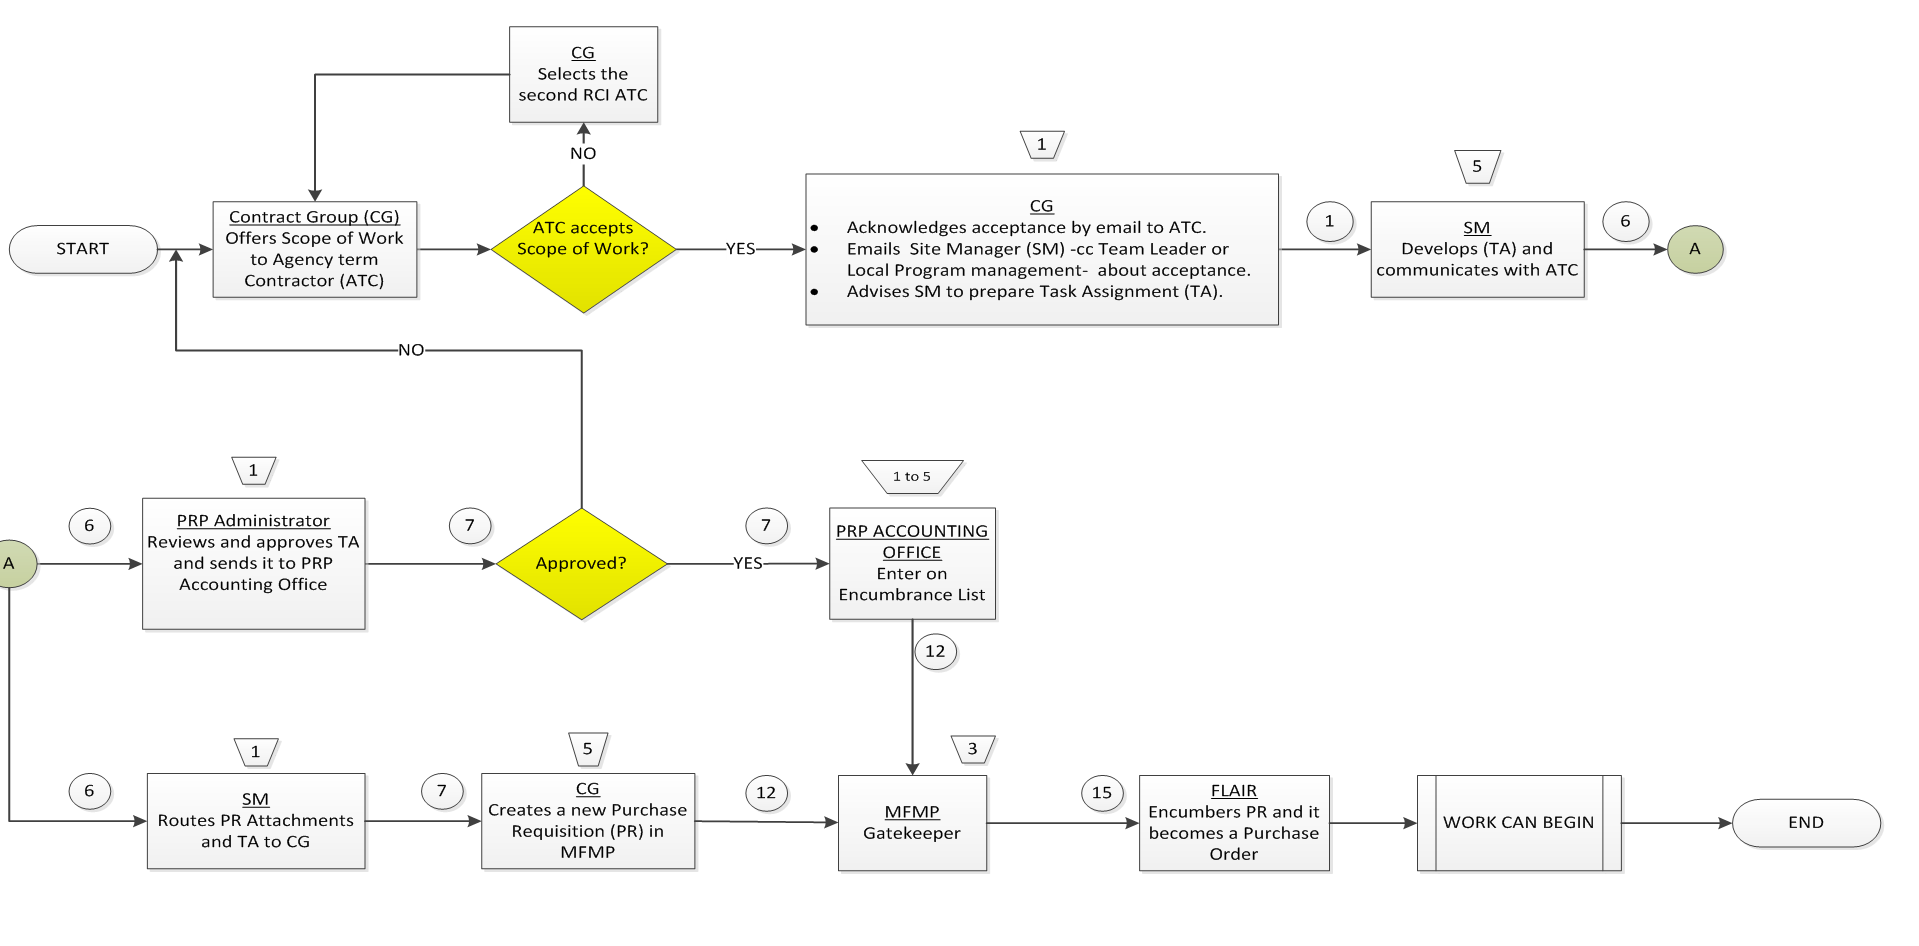 CG
Selects the
second RCI ATC
NO
START
Contract Group (CG)
Offers Scope of Work
to Agency term
Contractor (ATC)
ATC accepts
Scope of Work?
YES
1
CG
• Acknowledges acceptance by email to ATC.
• Emails  Site Manager (SM) -cc Team Leader or
Local Program management-  about acceptance.
• Advises SM to prepare Task Assignment (TA).
1
5
SM
Develops (TA) and
communicates with ATC
6
A
NO
A
6
1
PRP Administrator
Reviews and approves TA
and sends it to PRP
Accounting Office
7
Approved?
7
YES
1 to 5
PRP ACCOUNTING
OFFICE
Enter on
Encumbrance List
12
6
1
SM
Routes PR Attachments
and TA to CG
7
5
CG
Creates a new Purchase
Requisition (PR) in
MFMP
12
3
MFMP
Gatekeeper
15
FLAIR
Encumbers PR and it
becomes a Purchase
Order
WORK CAN BEGIN
END